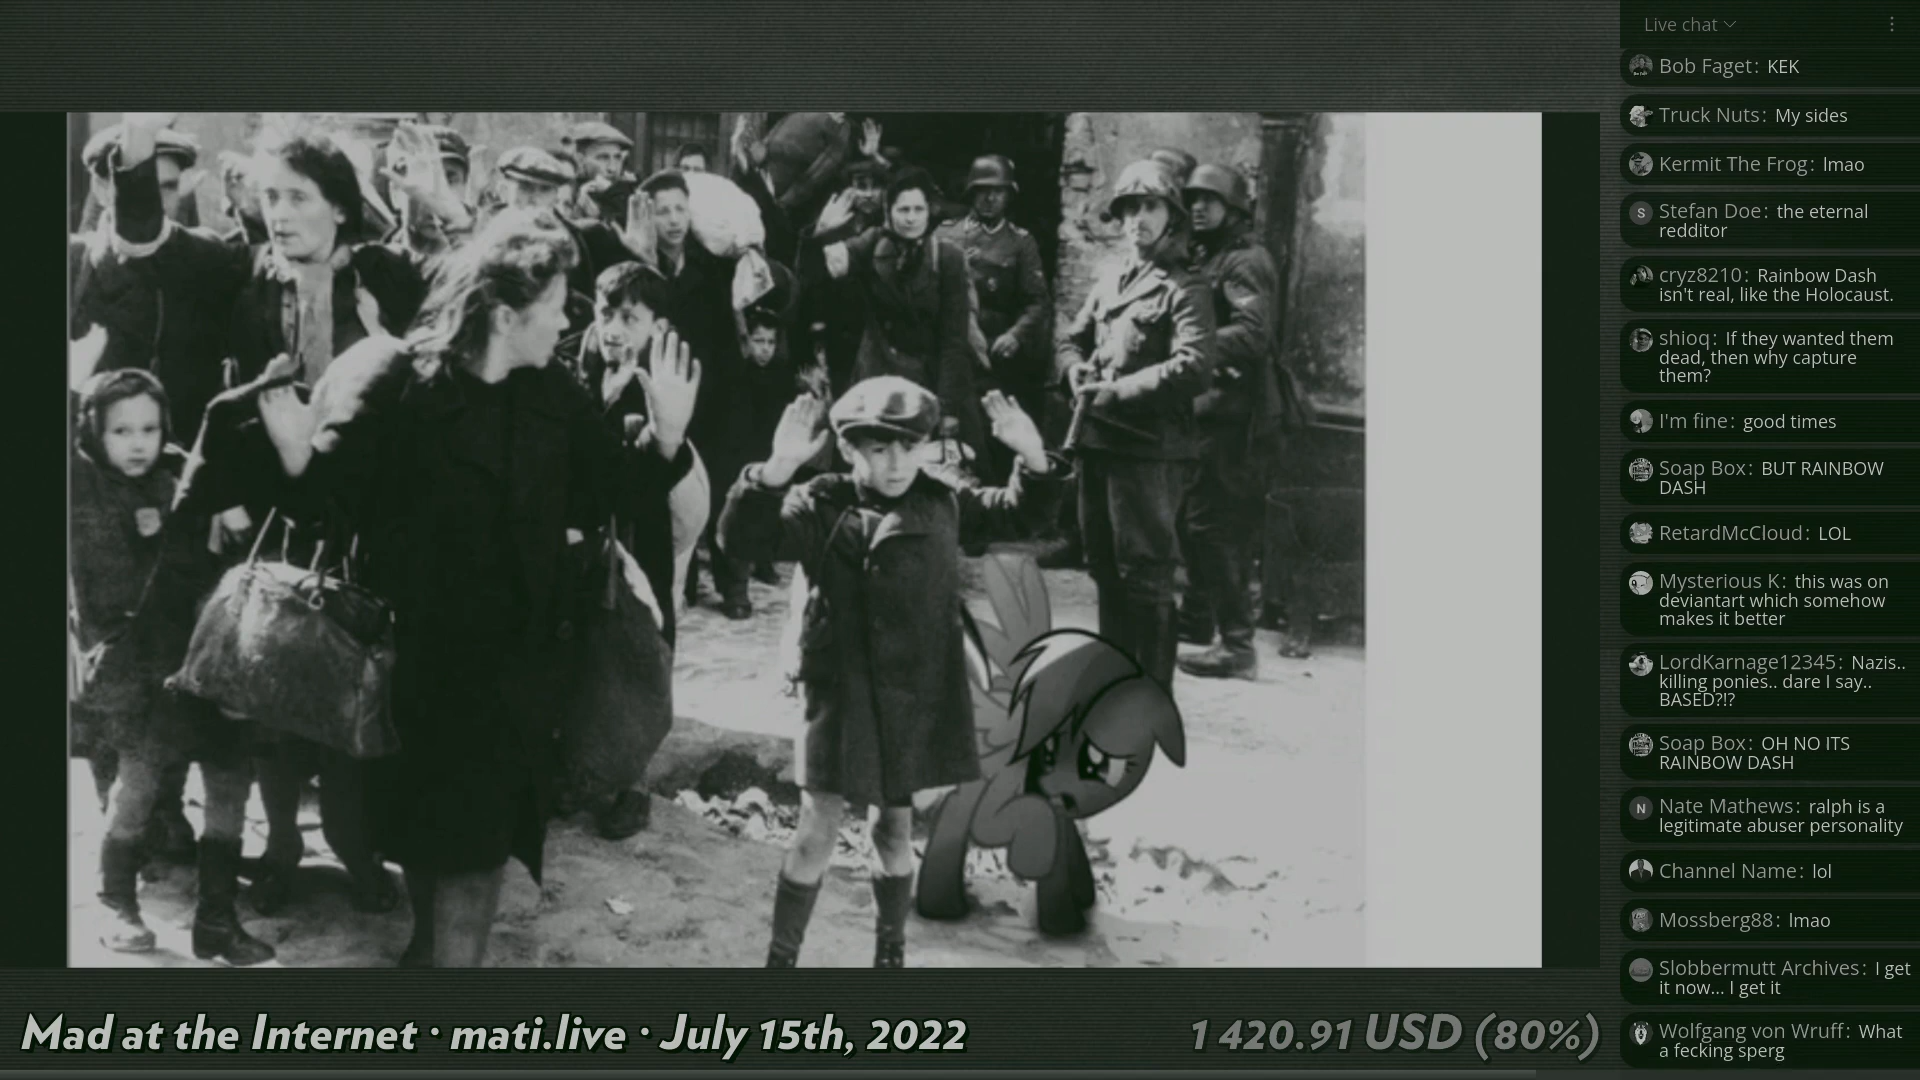 Live chat
Bob Faget: KEK
Truck Nuts: My sides
Kermit The Frog: lmao
Stefan Doe: the eternal
redditor
cryz8210: Rainbow Dash
isn't real, like the Holocaust.
shioq: If they wanted them
dead, then why capture
them?
I'm fine: good times
Soap Box: BUT RAINBOW
DASH
RetardMcCloud: LOL
Mysterious K: this was on
deviantart which somehow
makes it better
LordKarnage12345: Nazis..
killing ponies.. dare I say..
BASED?!?
Soap Box: OH NO ITS
RAINBOW DASH
Nate Mathews: ralph is a
legitimate abuser personality
Channel Name: lol
Mossberg88: lmao
Slobbermutt Archives: I get
it now... I get it
Wolfgang von Wruff: What
a fecking sperg
Mad at the Internet · mati.live · July 15th, 2022
1 420.91 USD (80%)